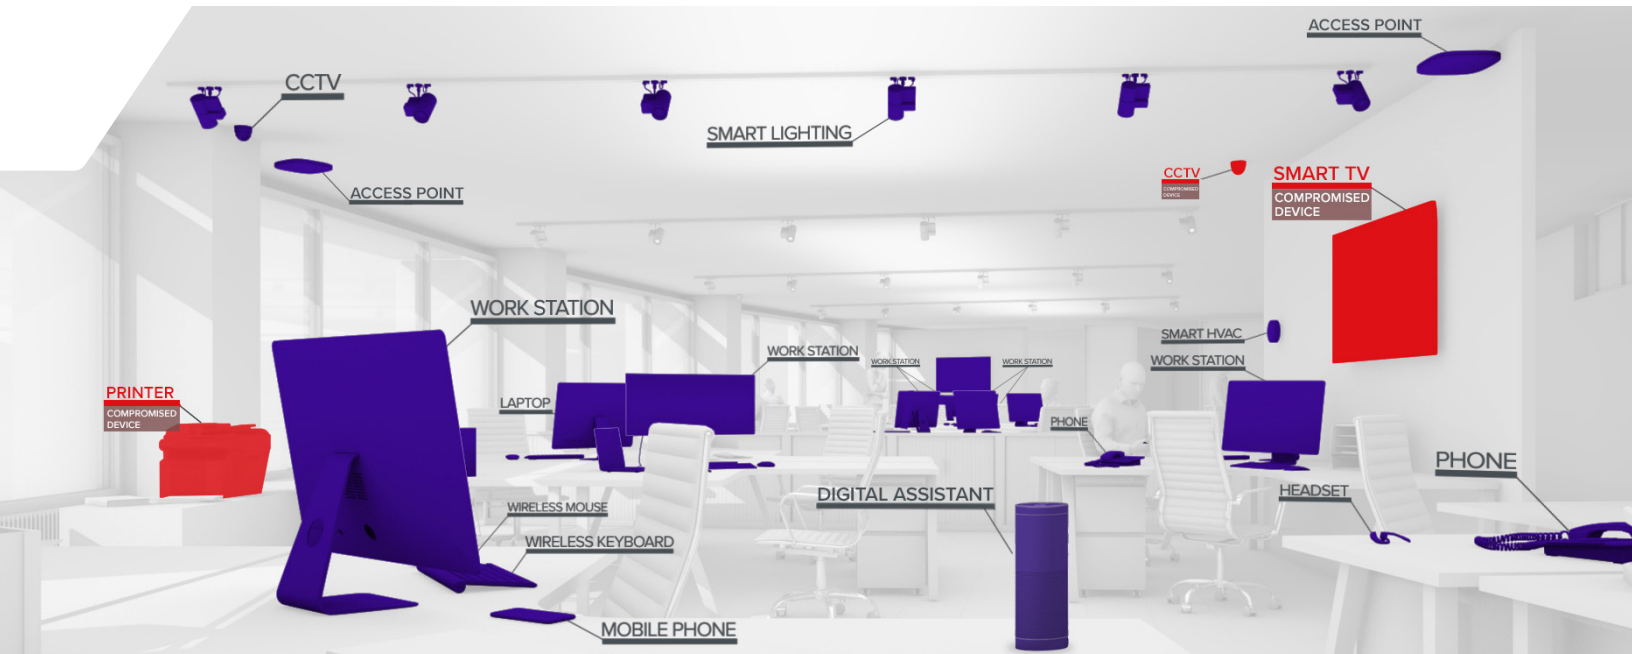 ACCESS POINT
CCTV
SMART LIGHTING
ACCESS POINT
CCTV
COMPROMISED
DEVICE
SMART TV
COMPROMISED
DEVICE
WORK STATION
SMART HVAC
WORK STATION
WORK STATION
WORK STATION
WORK STATION
PRINTER
COMPROMISED
DEVICE
LAPTOP
PHONE
PHONE
DIGITAL ASSISTANT
HEADSET
WIRELESS MOUSE
WIRELESS KEYBOARD
MOBILE PHONE